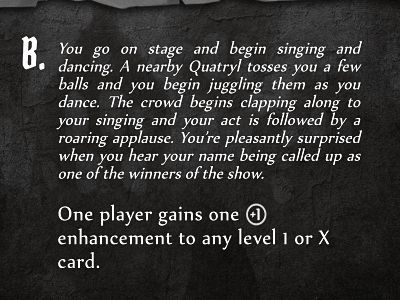 B. You go on stage and begin singing and
dancing. A nearby Quatryl tosses you a few
balls and you begin juggling them as you
dance. The crowd begins clapping along to
your singing and your act is followed by a
roaring applause. You're pleasantly surprised
when you hear your name being called up as
one of the winners of the show.
One player gains one +1
enhancement to any level 1 or X
card.